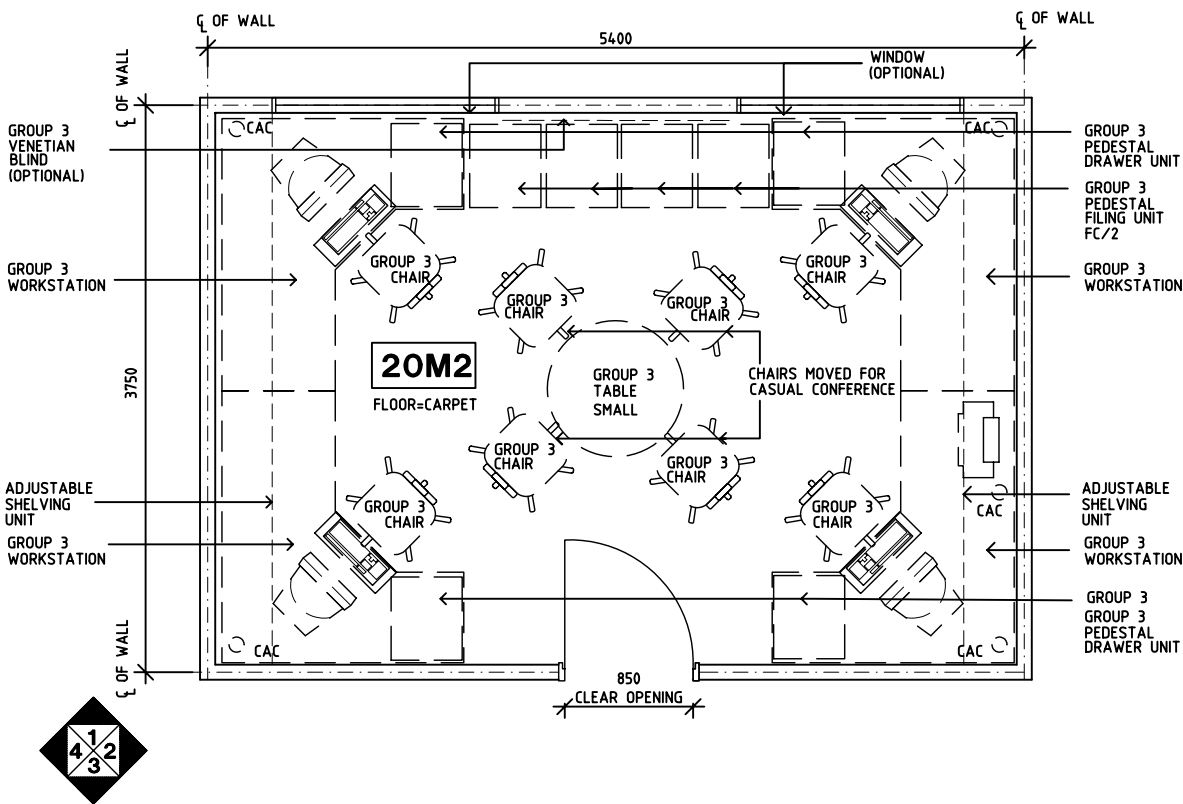 ℄ OF WALL
℄ OF WALL
5400
WINDOW
(OPTIONAL)
℄ OF WALL
GROUP 3
VENETIAN
BLIND
(OPTIONAL)
CAC
CAC
GROUP 3
PEDESTAL
DRAWER UNIT
GROUP 3
PEDESTAL
FILING UNIT
FC/2
GROUP 3
WORKSTATION
GROUP 3
CHAIR
GROUP 3
CHAIR
GROUP 3
CHAIR
GROUP 3
CHAIR
GROUP 3
WORKSTATION
3750
20M2
FLOOR=CARPET
GROUP 3
TABLE
SMALL
CHAIRS MOVED FOR
CASUAL CONFERENCE
GROUP 3
CHAIR
GROUP 3
CHAIR
ADJUSTABLE
SHELVING
UNIT
GROUP 3
WORKSTATION
GROUP 3
CHAIR
GROUP 3
CHAIR
CAC
ADJUSTABLE
SHELVING
UNIT
GROUP 3
WORKSTATION
GROUP 3
GROUP 3
PEDESTAL
DRAWER UNIT
CAC
CAC
℄ OF WALL
850
CLEAR OPENING
1
4 2
3